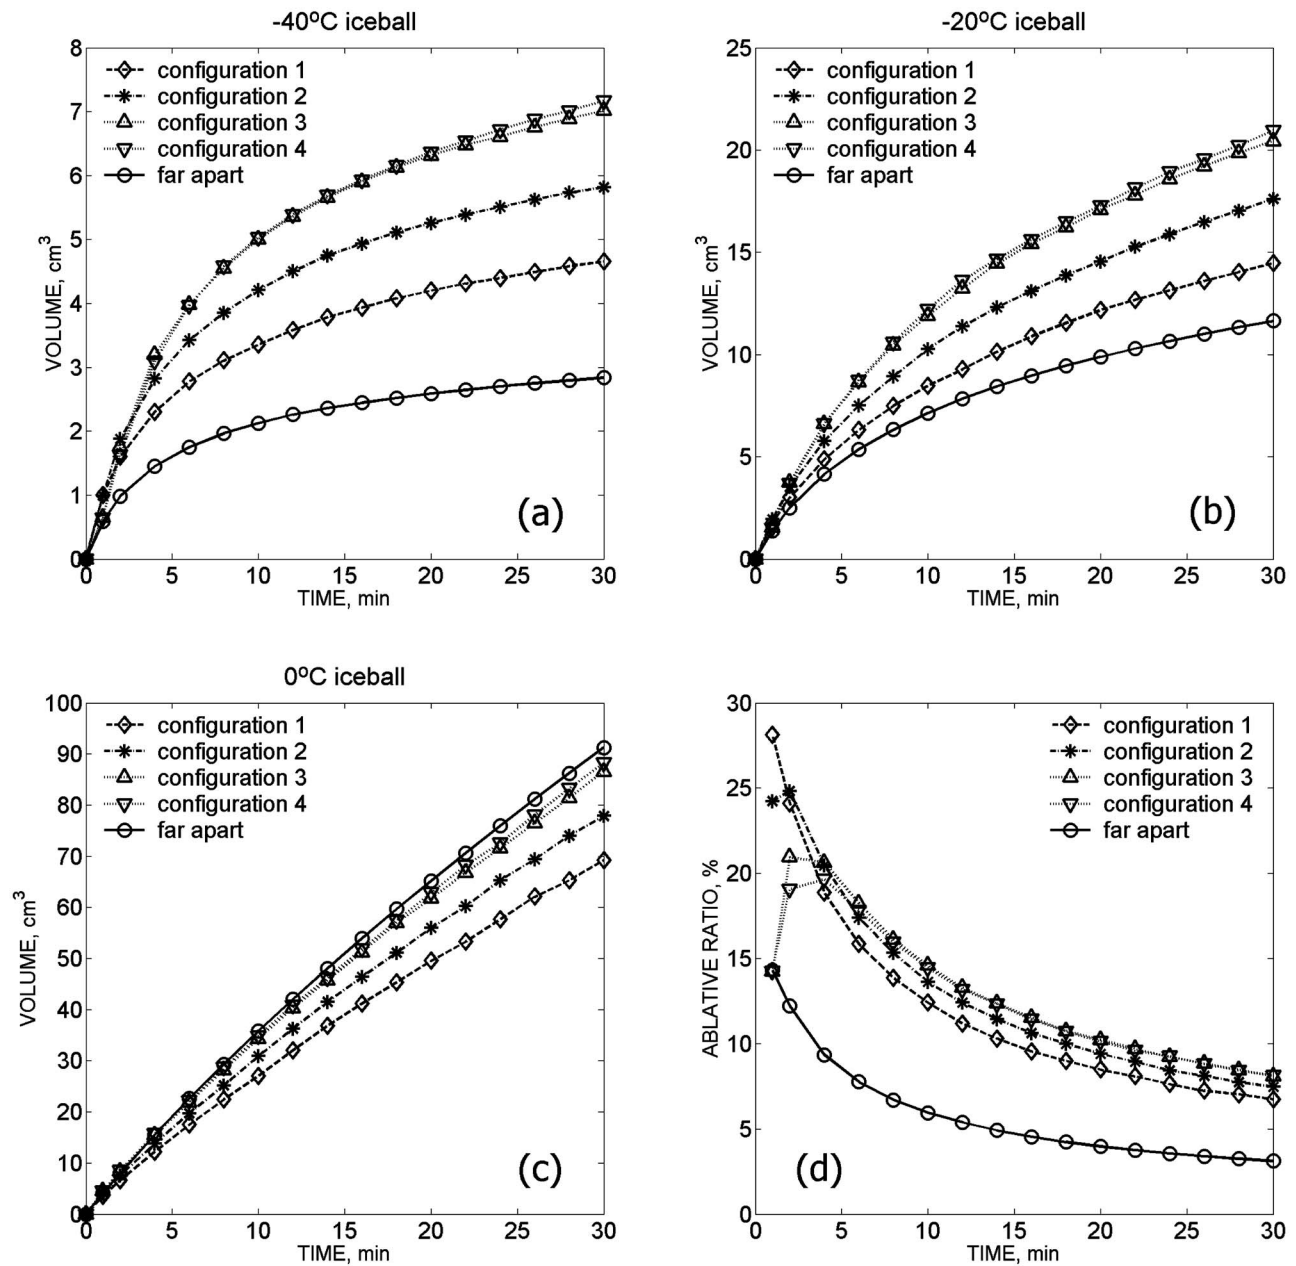 -40ºC iceball
8
7
6
5
4
3
2
1
0
VOLUME, cm³
configuration 1
configuration 2
configuration 3
configuration 4
far apart
(a)
0 5 10 15 20 25 30
TIME, min
-20ºC iceball
25
20
15
10
5
0
VOLUME, cm³
configuration 1
configuration 2
configuration 3
configuration 4
far apart
(b)
0 5 10 15 20 25 30
TIME, min
0ºC iceball
100
90
80
70
60
50
40
30
20
10
0
VOLUME, cm³
configuration 1
configuration 2
configuration 3
configuration 4
far apart
(c)
0 5 10 15 20 25 30
TIME, min
30
25
20
15
10
5
0
ABLATIVE RATIO, %
configuration 1
configuration 2
configuration 3
configuration 4
far apart
(d)
0 5 10 15 20 25 30
TIME, min